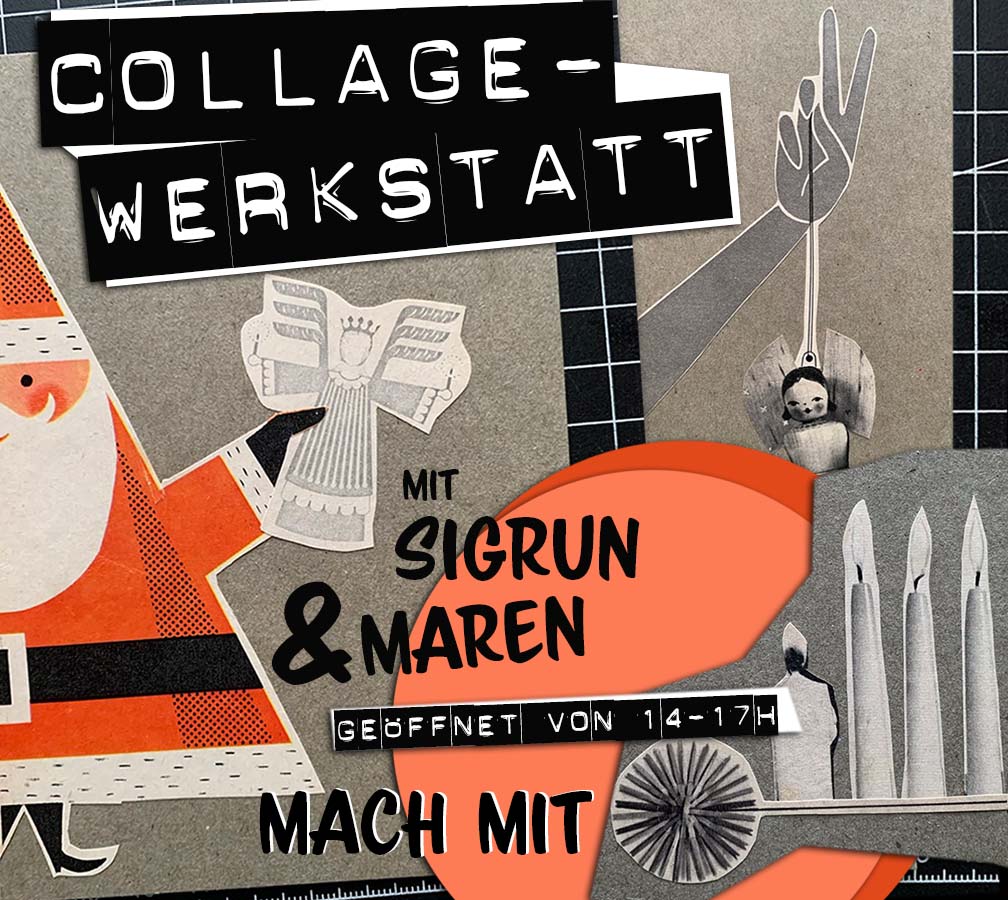 COLLAGE-
WERKSTATT
MIT
SIGRUN
& MAREN
GEÖFFNET VON 14-17H
MACH MIT